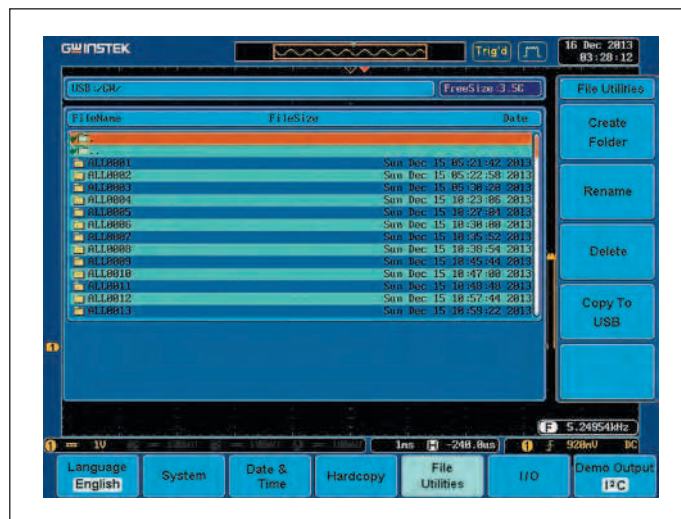 GWINSTEK
Trig'd
16 Dec 2013
03:28:12
USB:/GW/
FreeSize:3.5G
File Utilities
FileName FileSize Date
.
..
ALL0001 Sun Dec 15 05:21:42 2013
ALL0002 Sun Dec 15 05:22:58 2013
ALL0003 Sun Dec 15 05:30:20 2013
ALL0004 Sun Dec 15 10:23:06 2013
ALL0005 Sun Dec 15 10:27:04 2013
ALL0006 Sun Dec 15 10:30:00 2013
ALL0007 Sun Dec 15 10:35:52 2013
ALL0008 Sun Dec 15 10:38:54 2013
ALL0009 Sun Dec 15 10:45:44 2013
ALL0010 Sun Dec 15 10:47:00 2013
ALL0011 Sun Dec 15 10:48:48 2013
ALL0012 Sun Dec 15 10:57:44 2013
ALL0013 Sun Dec 15 10:59:22 2013
Create
Folder
Rename
Delete
Copy To
USB
1
F 5.24954kHz
1 1V
1ms H -240.0us
1 920mV DC
Language
English
System
Date &
Time
Hardcopy
File
Utilities
I/O
Demo Output
I²C